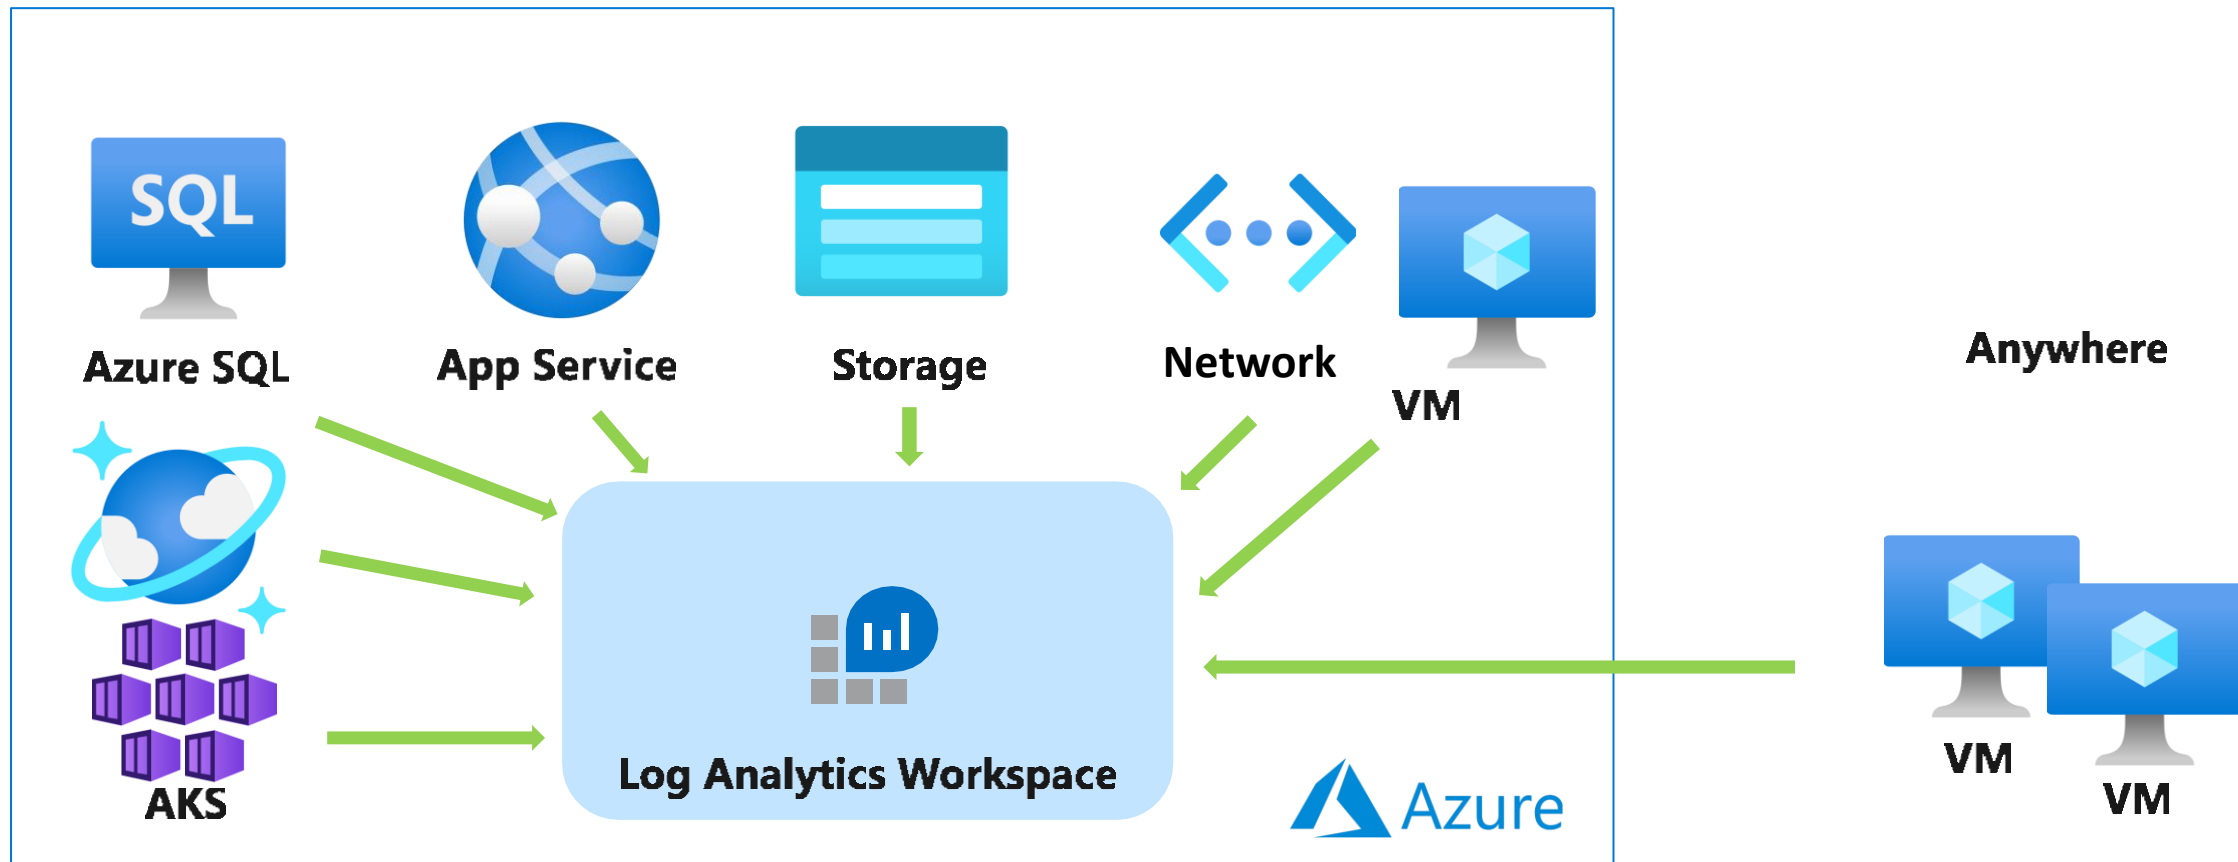 SQL
Azure SQL
App Service
Storage
Network
VM
Anywhere
AKS
Log Analytics Workspace
Azure
VM
VM